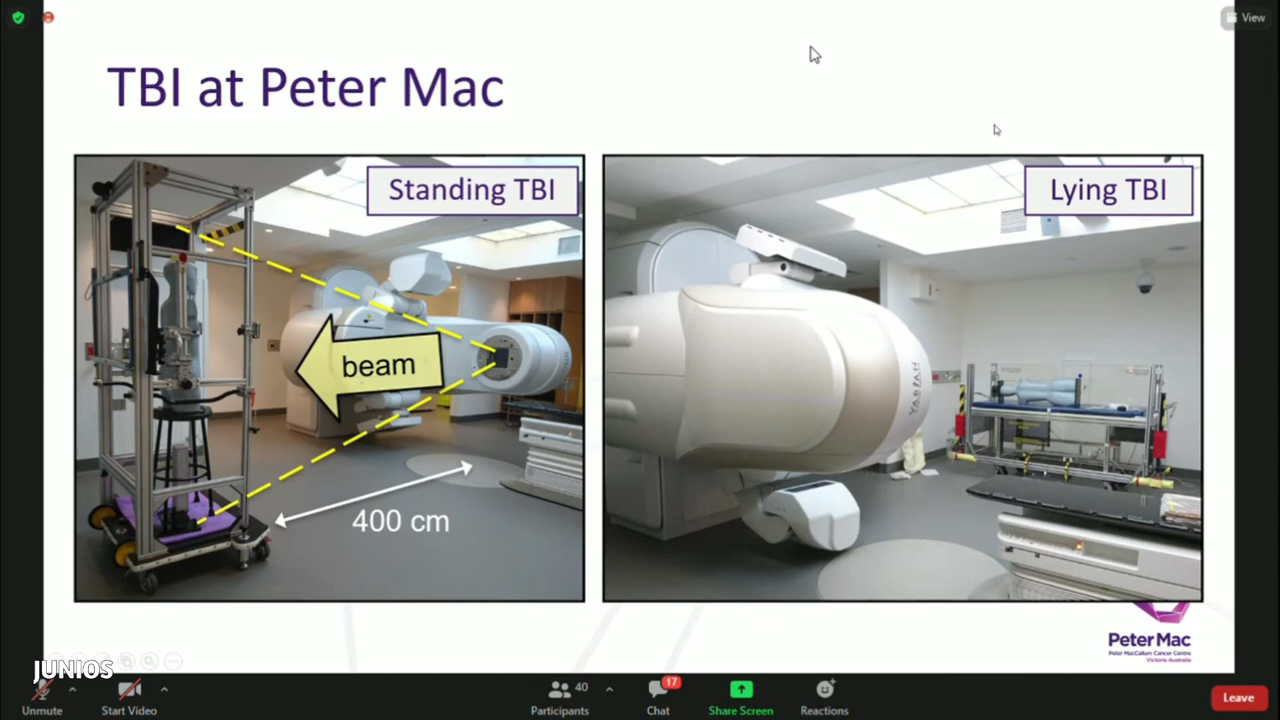 View
TBI at Peter Mac
Standing TBI
Lying TBI
beam
400 cm
VARIAN
Peter Mac
Peter MacCallum Cancer Centre
Victoria Australia
JUNIOS
Unmute
Start Video
40
Participants
17
Chat
Share Screen
Reactions
Leave